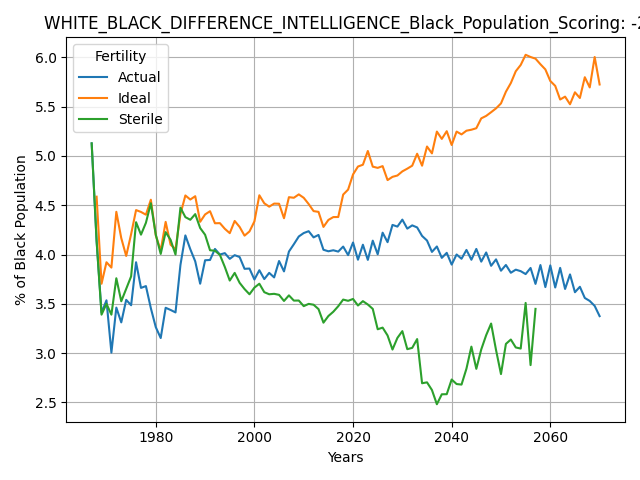 WHITE_BLACK_DIFFERENCE_INTELLIGENCE_Black_Population_Scoring: -2
Fertility
Actual
Ideal
Sterile
% of Black Population
6.0
5.5
5.0
4.5
4.0
3.5
3.0
2.5
1980
2000
2020
2040
2060
Years